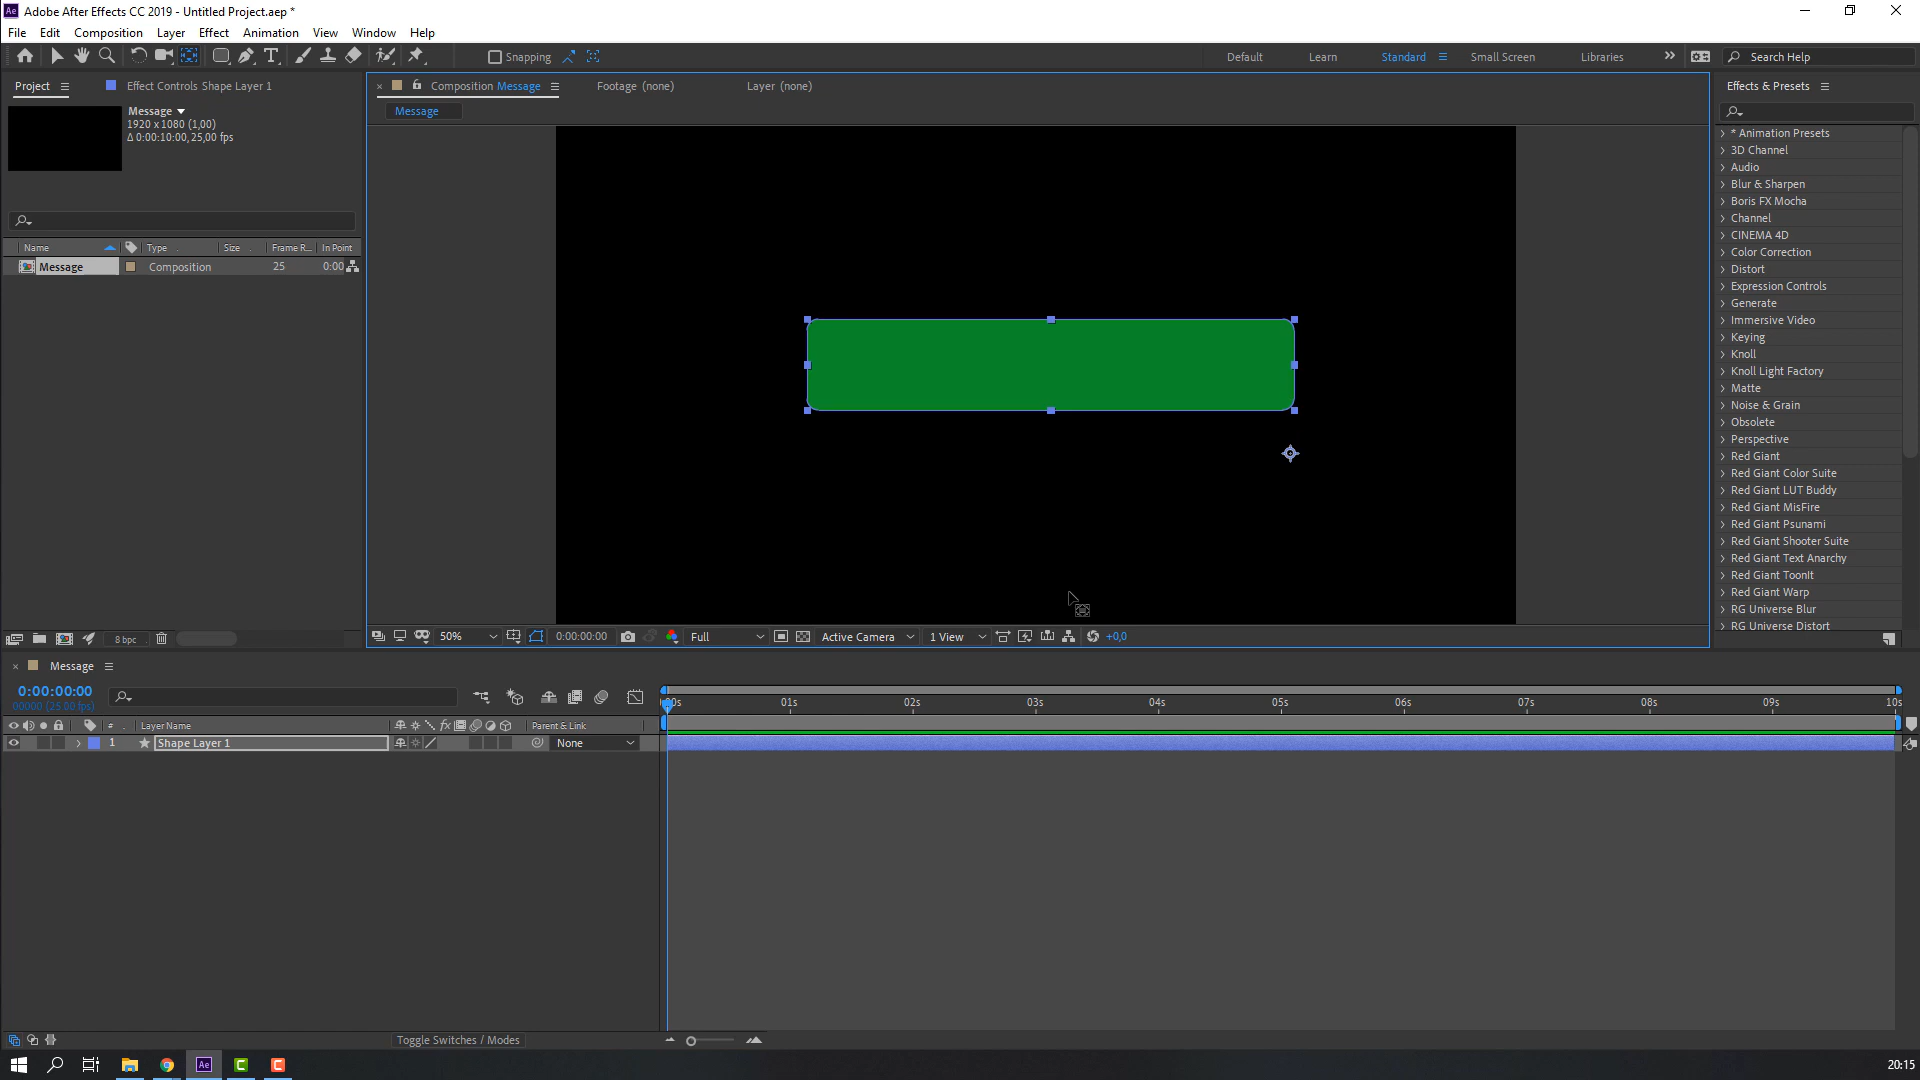 Ae Adobe After Effects CC 2019 - Untitled Project.aep *
File Edit Composition Layer Effect Animation View Window Help
Snapping
Default Learn Standard Small Screen Libraries
Search Help
Project
Effect Controls Shape Layer 1
Message
1920 x 1080 (1,00)
Δ 0:00:10:00, 25,00 fps
Name Type Size Frame R... In Point
Message Composition 25 0:00
8 bpc
Composition Message
Footage (none)
Layer (none)
Message
50%
0:00:00:00
Full
Active Camera
1 View
+0,0
Effects & Presets
* Animation Presets
3D Channel
Audio
Blur & Sharpen
Boris FX Mocha
Channel
CINEMA 4D
Color Correction
Distort
Expression Controls
Generate
Immersive Video
Keying
Knoll
Knoll Light Factory
Matte
Noise & Grain
Obsolete
Perspective
Red Giant
Red Giant Color Suite
Red Giant LUT Buddy
Red Giant MisFire
Red Giant Psunami
Red Giant Shooter Suite
Red Giant Text Anarchy
Red Giant ToonIt
Red Giant Warp
RG Universe Blur
RG Universe Distort
Message
0:00:00:00
00000 (25.00 fps)
# Layer Name
fx
Parent & Link
1 Shape Layer 1
None
00s 01s 02s 03s 04s 05s 06s 07s 08s 09s 10s
Toggle Switches / Modes
Ae
C
C
20:15